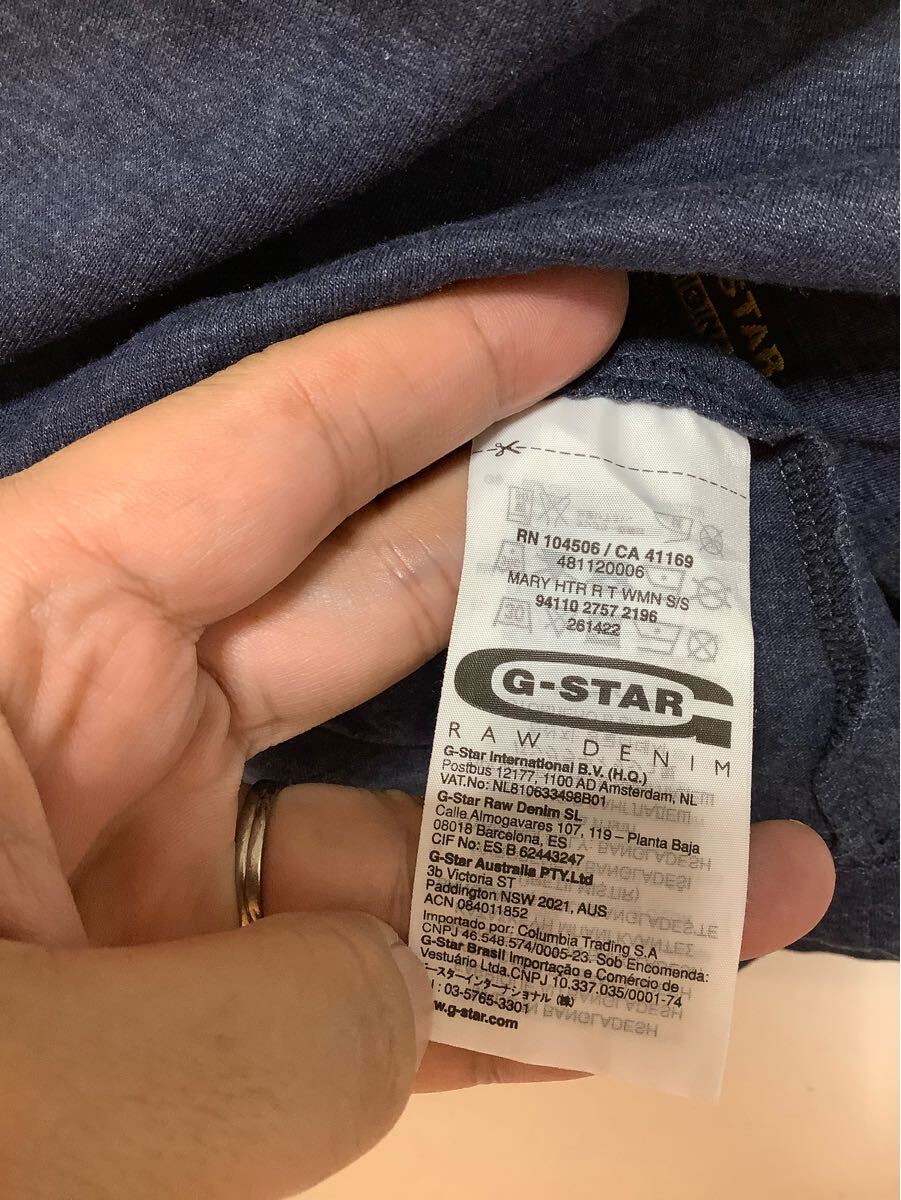 STAR
RN 104506 / CA 41169
481120006
MARY HTR R T WMN S/S
94110 2757 2196
261422
G-STAR
RAW DENIM
G-Star International B.V. (H.Q.)
Postbus 12177, 1100 AD Amsterdam, NL
VAT.No: NL810633498B01
G-Star Raw Denim SL
Calle Almogavares 107, 119 – Planta Baja
08018 Barcelona, ES
CIF No: ES B 62443247
G-Star Australia PTY.Ltd
3b Victoria ST
Paddington NSW 2021, AUS
ACN 084011852
Importado por: Columbia Trading S.A
CNPJ 46.548.574/0005-23. Sob Encomenda:
G-Star Brasil Importação e Comércio de
Vestuário Ltda.CNPJ 10.337.035/0001-74
ースターインターナショナル (株)
: 03-5765-3301
w.g-star.com